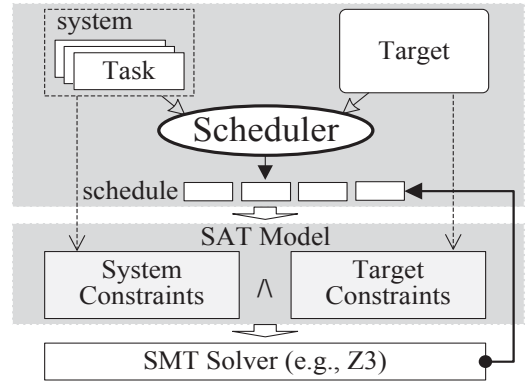 system
Task
Target
Scheduler
schedule
SAT Model
System
Constraints
/\
Target
Constraints
SMT Solver (e.g., Z3)